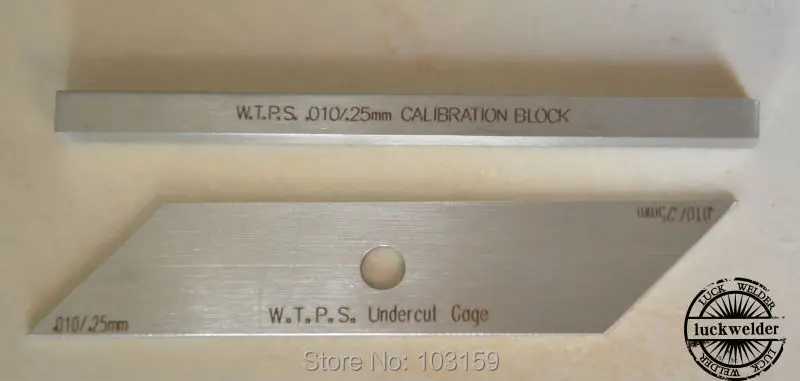 W.T.P.S. .010/.25mm CALIBRATION BLOCK
.010/.25mm
W.T.P.S. Undercut Gage
.010/.25mm
Store No: 103159
LUCK WELDER
luckwelder
LUCK WELDER